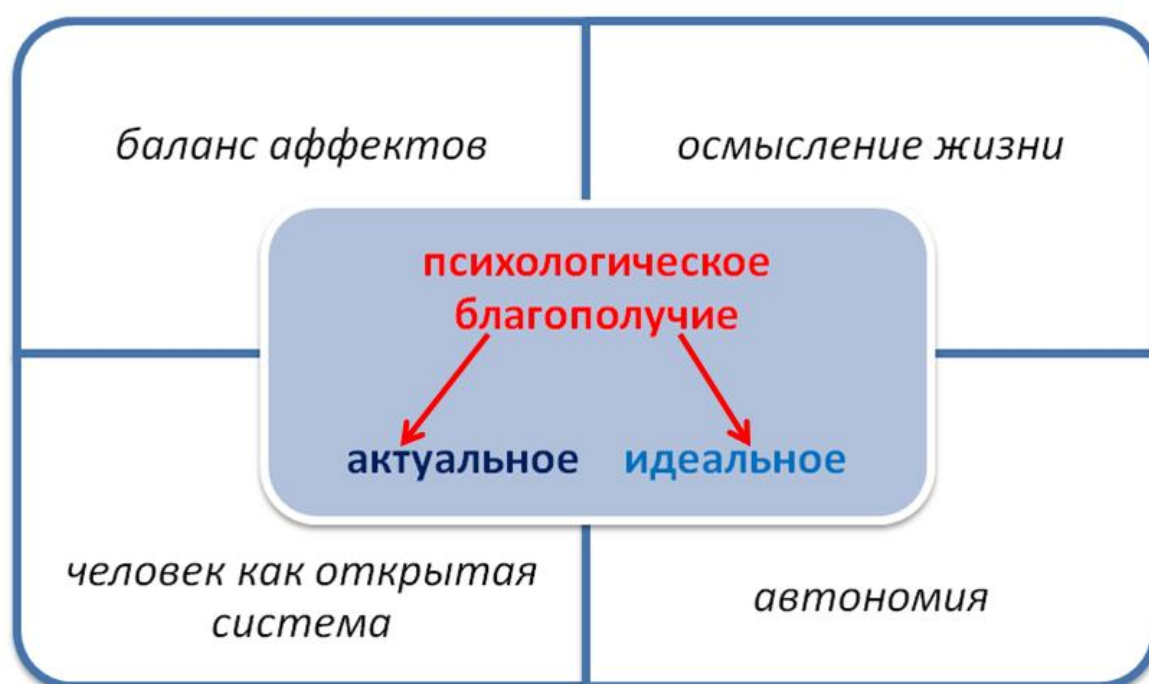 баланс аффектов
осмысление жизни
психологическое
благополучие
актуальное
идеальное
человек как открытая
система
автономия